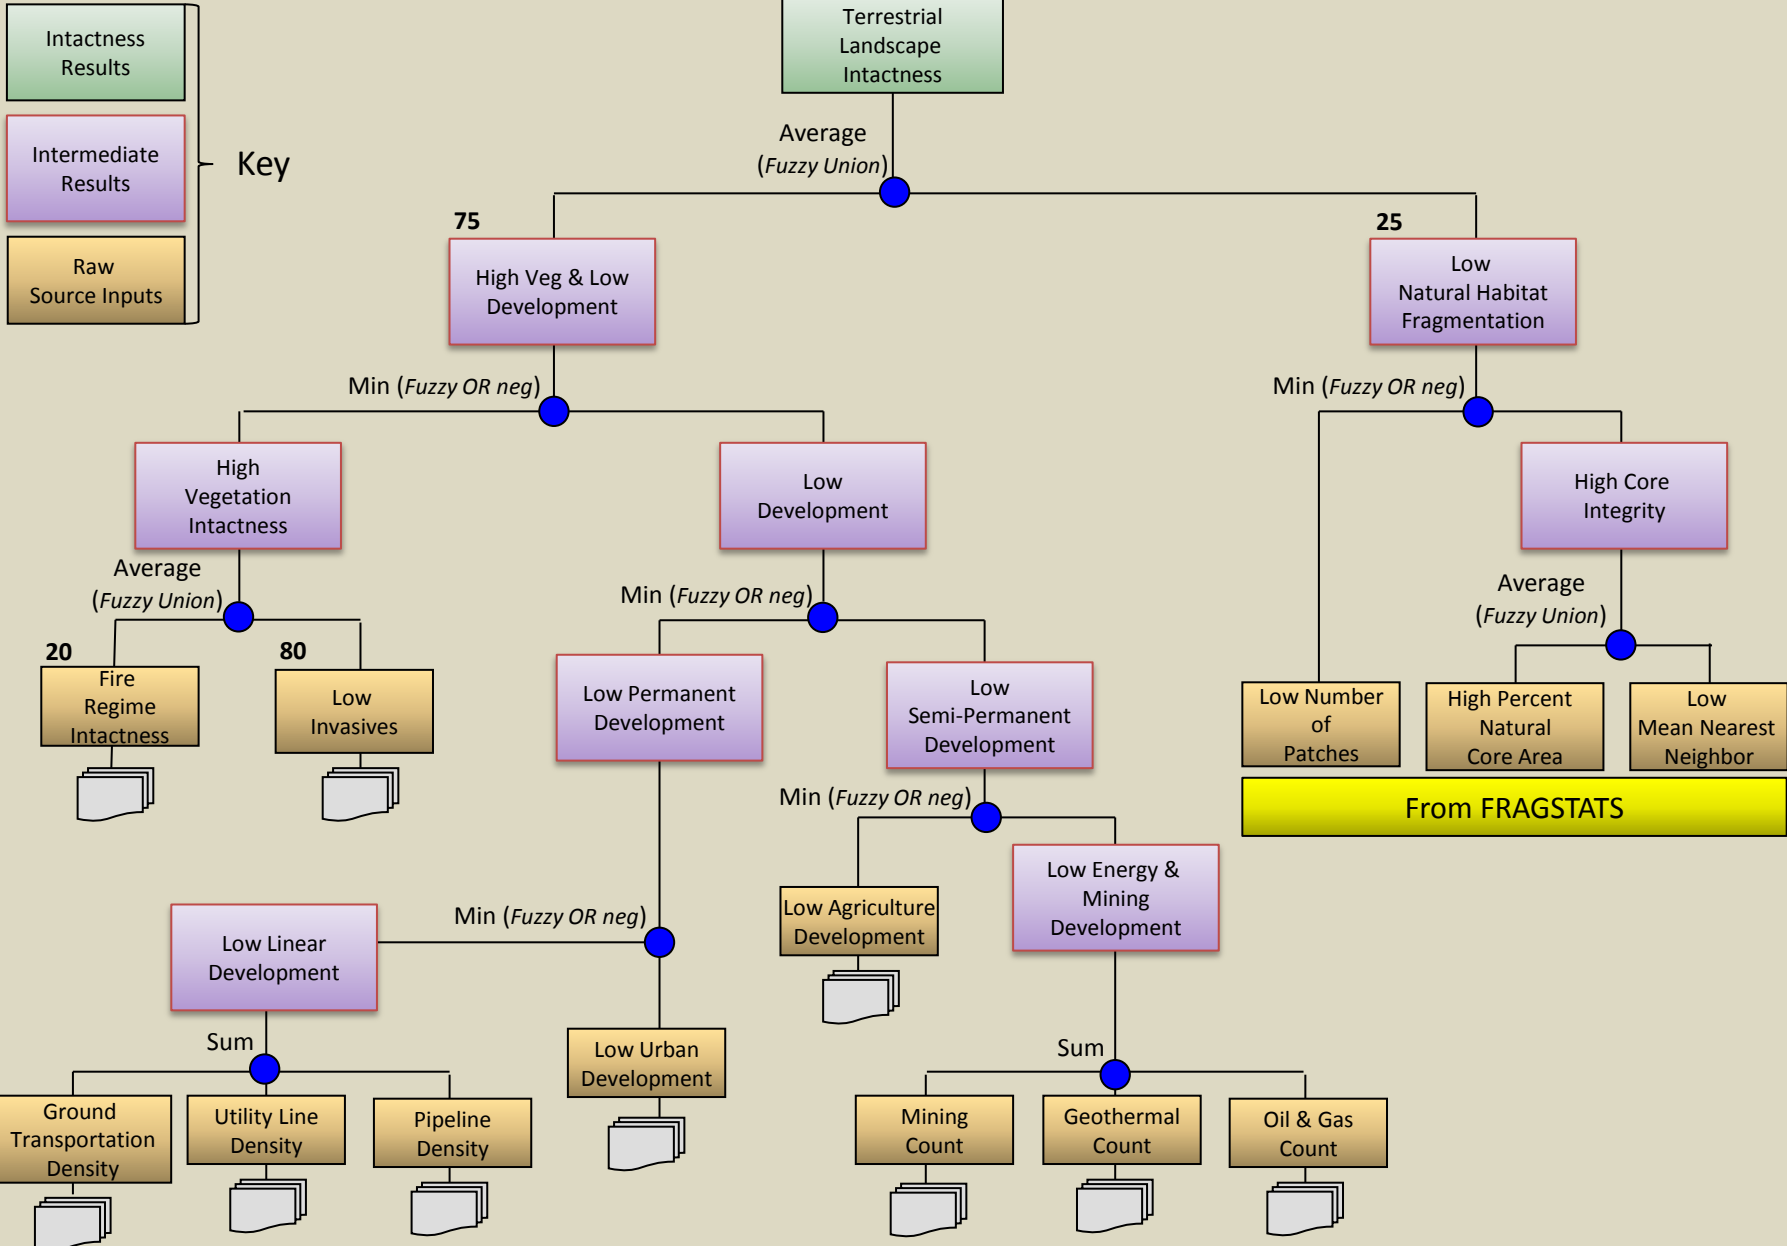 Intactness
Results
Intermediate
Results
Raw
Source Inputs
Key
Terrestrial
Landscape
Intactness
Average
(Fuzzy Union)
75
High Veg & Low
Development
25
Low
Natural Habitat
Fragmentation
Min (Fuzzy OR neg)
Min (Fuzzy OR neg)
High
Vegetation
Intactness
Low
Development
High Core
Integrity
Average
(Fuzzy Union)
Min (Fuzzy OR neg)
Average
(Fuzzy Union)
20
Fire
Regime
Intactness
80
Low
Invasives
Low Permanent
Development
Low
Semi-Permanent
Development
Low Number
of
Patches
High Percent
Natural
Core Area
Low
Mean Nearest
Neighbor
From FRAGSTATS
Min (Fuzzy OR neg)
Low Agriculture
Development
Low Energy &
Mining
Development
Min (Fuzzy OR neg)
Low Linear
Development
Low Urban
Development
Sum
Sum
Ground
Transportation
Density
Utility Line
Density
Pipeline
Density
Mining
Count
Geothermal
Count
Oil & Gas
Count